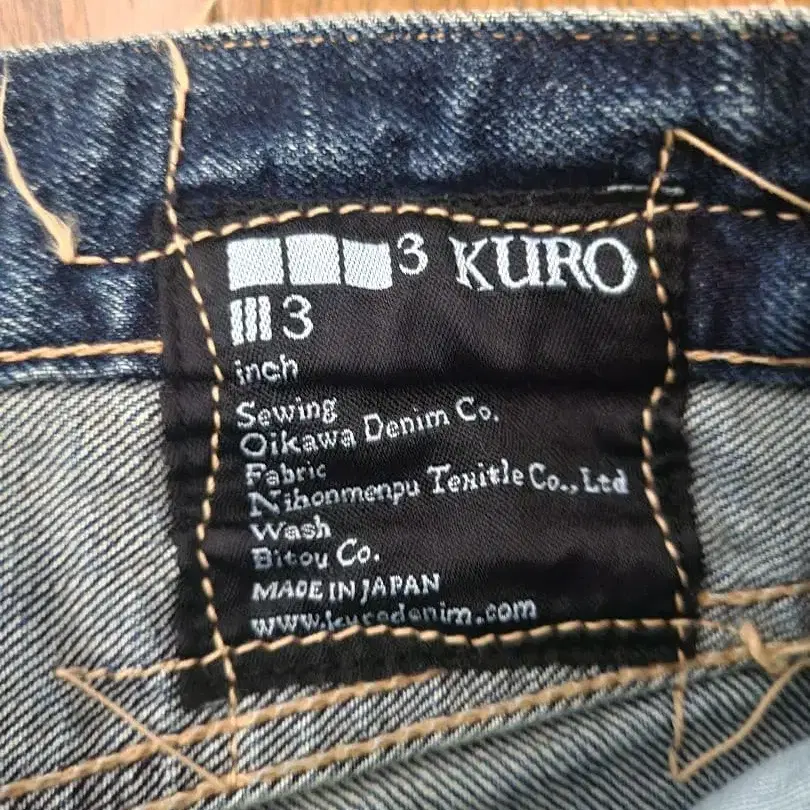 3 KURO
3
inch
Sewing
Oikawa Denim Co.
Fabric
Nihonmenpu Texitle Co., Ltd
Wash
Bitou Co.
MADE IN JAPAN
www.kurodenim.com